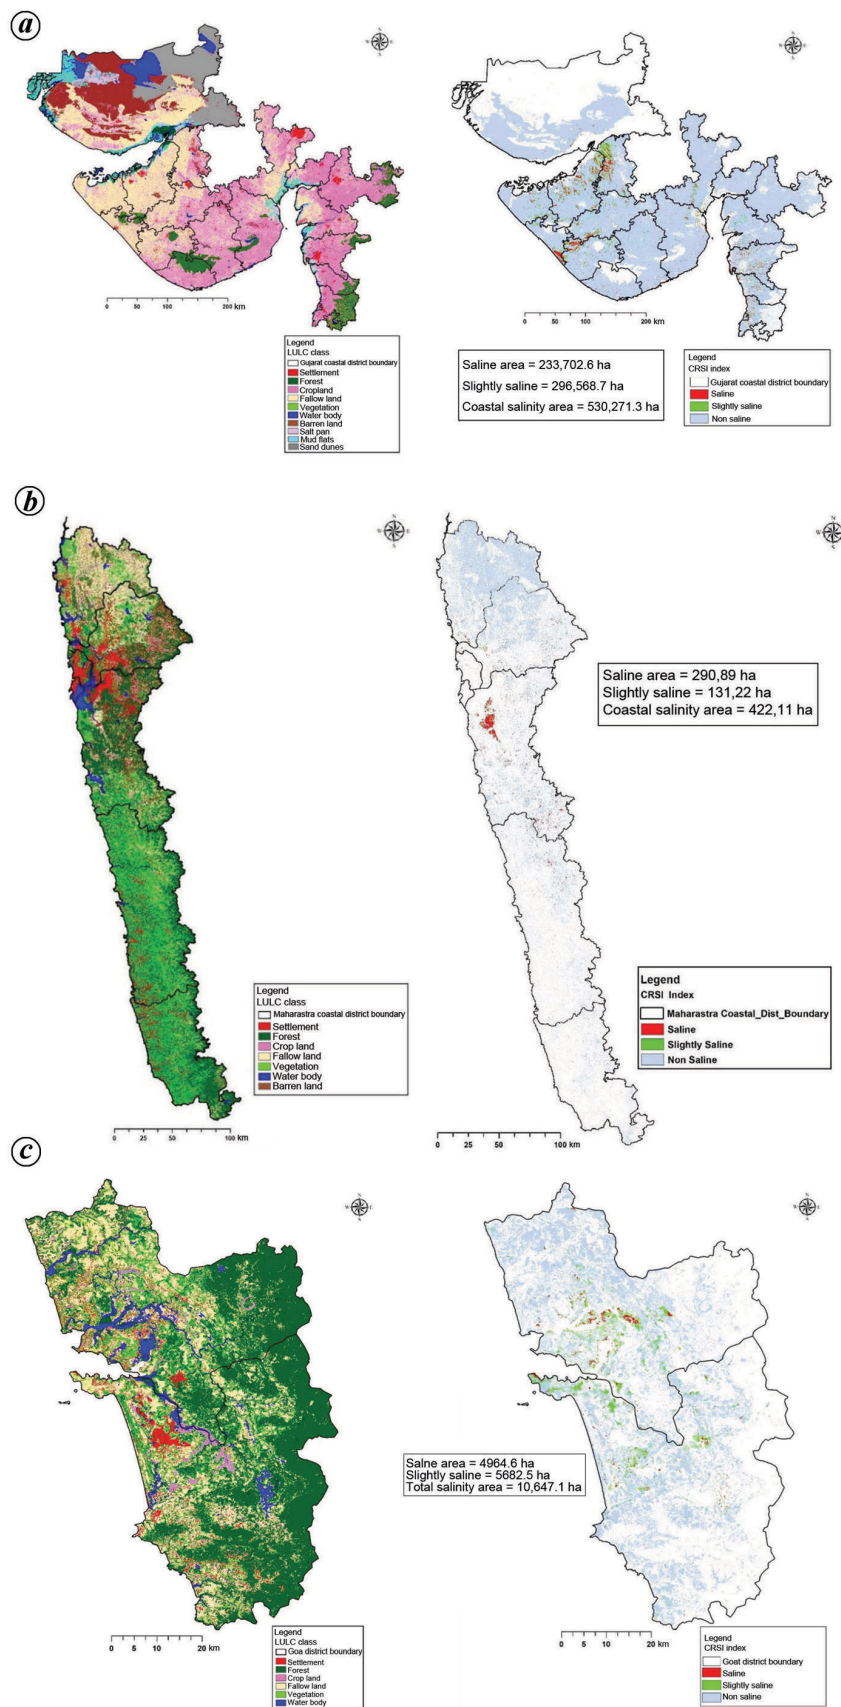 a
N
W E
S
N
W E
S
0 50 100 200 km
0 50 100 200 km
Legend
LULC class
Gujarat coastal district boundary
Settlement
Forest
Cropland
Fallow land
Vegetation
Water body
Barren land
Salt pan
Mud flats
Sand dunes
Saline area = 233,702.6 ha
Slightly saline = 296,568.7 ha
Coastal salinity area = 530,271.3 ha
Legend
CRSI index
Gujarat coastal district boundary
Saline
Slightly saline
Non saline
b
N
W E
S
N
W E
S
Saline area = 290,89 ha
Slightly saline = 131,22 ha
Coastal salinity area = 422,11 ha
Legend
LULC class
Maharastra coastal district boundary
Settlement
Forest
Crop land
Fallow land
Vegetation
Water body
Barren land
Legend
CRSI Index
Maharastra Coastal_Dist_Boundary
Saline
Slightly Saline
Non Saline
0 25 50 100 km
0 25 50 100 km
c
N
W E
S
N
W E
S
Salne area = 4964.6 ha
Slightly saline = 5682.5 ha
Total salinity area = 10,647.1 ha
0 5 10 20 km
0 5 10 20 km
Legend
LULC class
Goa district boundary
Settlement
Forest
Crop land
Fallow land
Vegetation
Water body
Legend
CRSI index
Goat district boundary
Saline
Slightly saline
Non saline